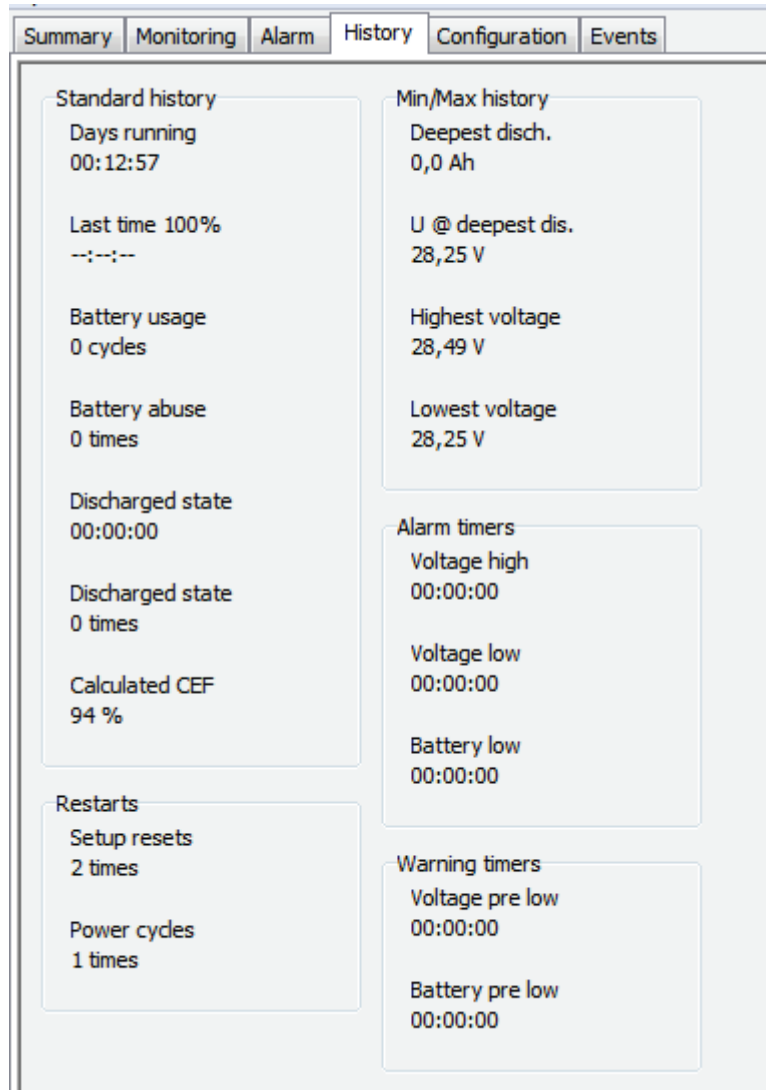 Summary Monitoring Alarm History Configuration Events
Standard history
Days running
00:12:57
Last time 100%
--:--:--
Battery usage
0 cycles
Battery abuse
0 times
Discharged state
00:00:00
Discharged state
0 times
Calculated CEF
94 %
Restarts
Setup resets
2 times
Power cycles
1 times
Min/Max history
Deepest disch.
0,0 Ah
U @ deepest dis.
28,25 V
Highest voltage
28,49 V
Lowest voltage
28,25 V
Alarm timers
Voltage high
00:00:00
Voltage low
00:00:00
Battery low
00:00:00
Warning timers
Voltage pre low
00:00:00
Battery pre low
00:00:00